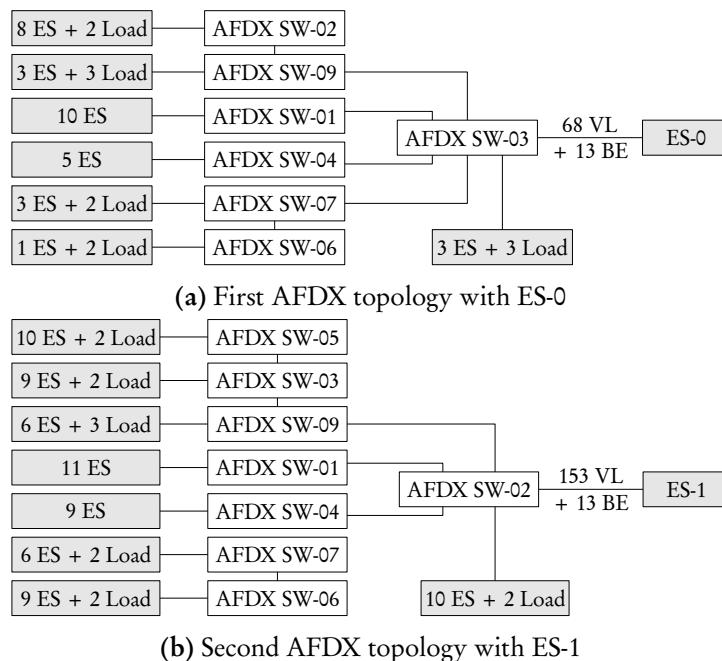 8 ES + 2 Load AFDX SW-02
3 ES + 3 Load AFDX SW-09
10 ES AFDX SW-01
AFDX SW-03 68 VL + 13 BE ES-0
5 ES AFDX SW-04
3 ES + 2 Load AFDX SW-07
1 ES + 2 Load AFDX SW-06 3 ES + 3 Load
(a) First AFDX topology with ES-0
10 ES + 2 Load AFDX SW-05
9 ES + 2 Load AFDX SW-03
6 ES + 3 Load AFDX SW-09
11 ES AFDX SW-01
AFDX SW-02 153 VL + 13 BE ES-1
9 ES AFDX SW-04
6 ES + 2 Load AFDX SW-07
9 ES + 2 Load AFDX SW-06 10 ES + 2 Load
(b) Second AFDX topology with ES-1